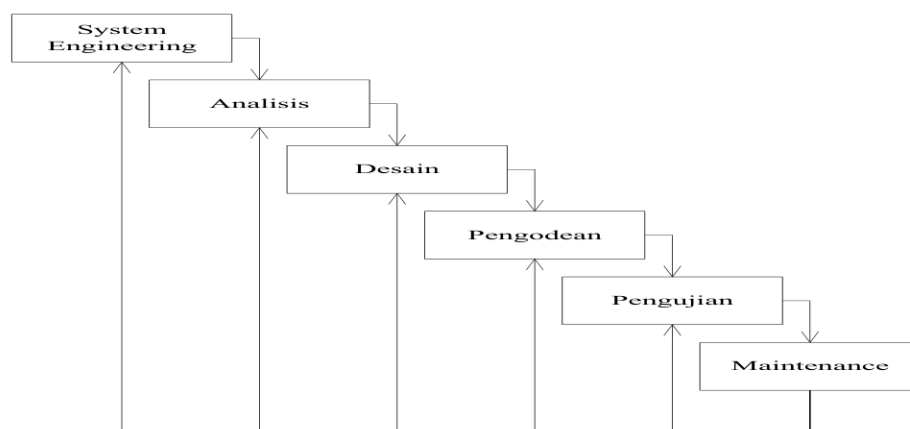 System
Engineering
Analisis
Desain
Pengodean
Pengujian
Maintenance